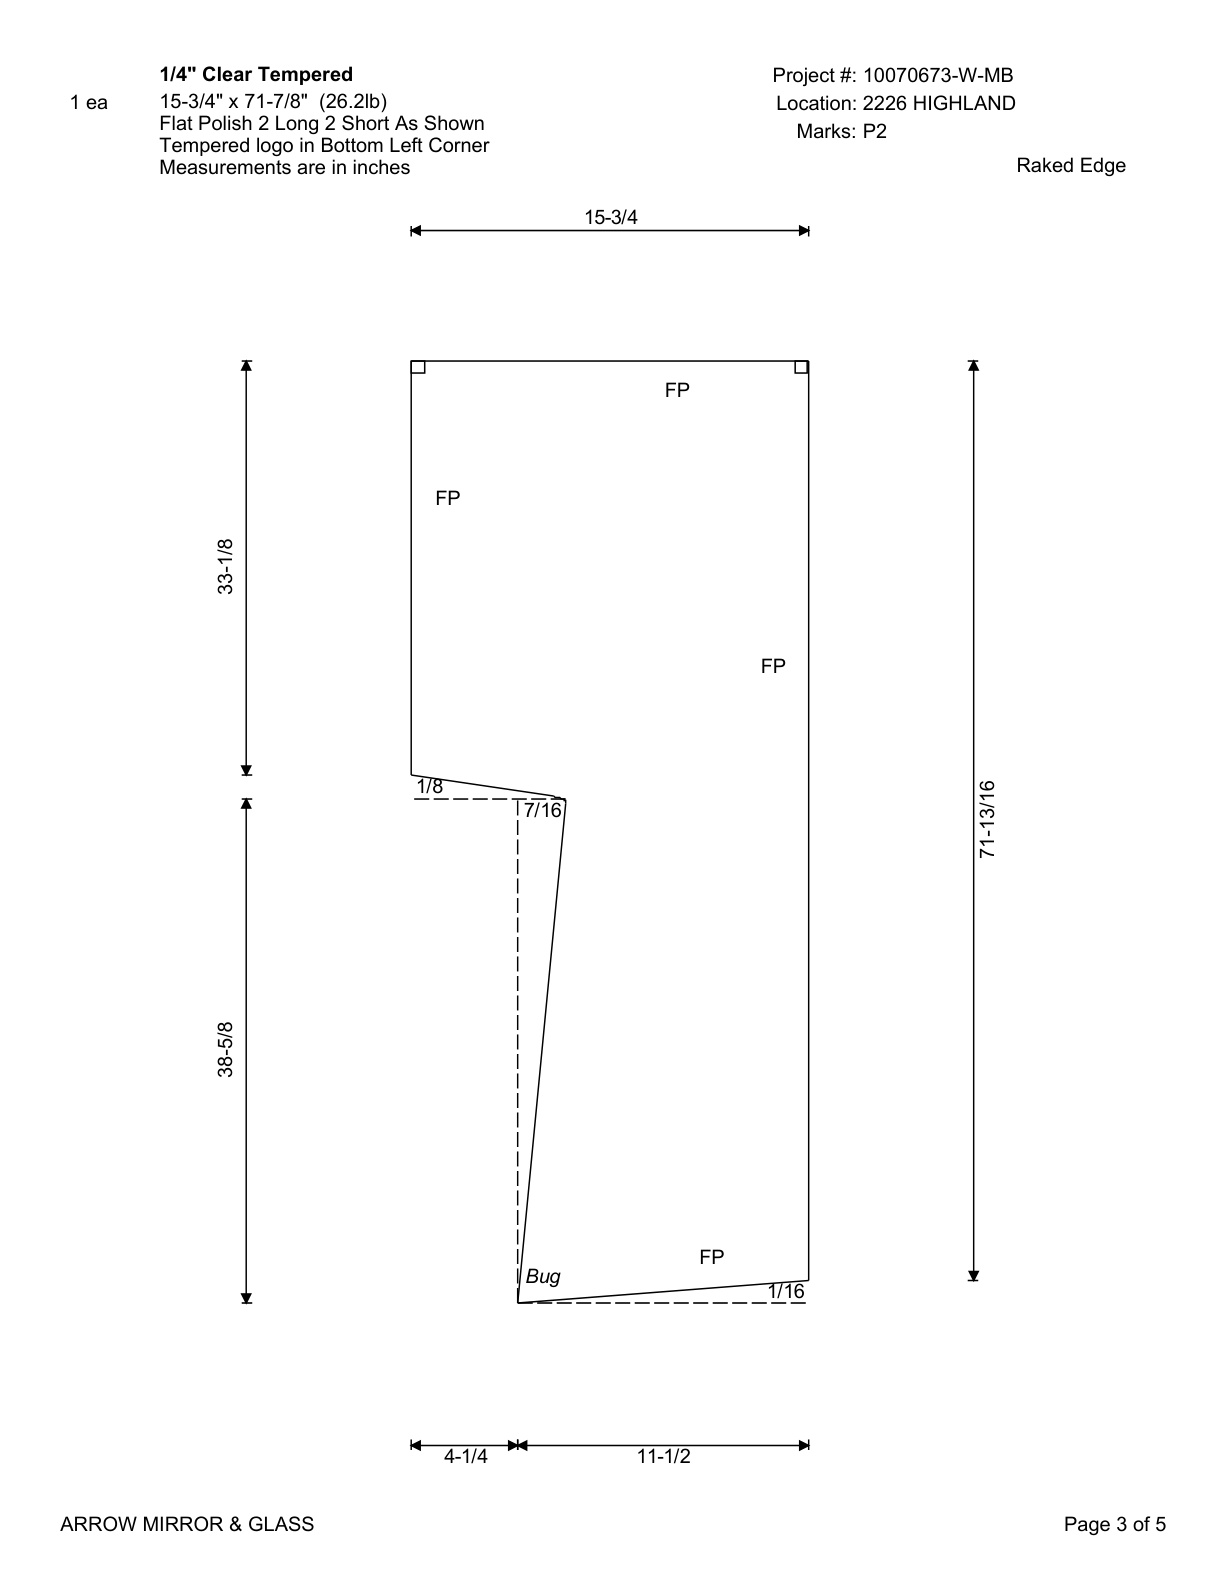 1/4" Clear Tempered
1 ea
15-3/4" x 71-7/8"  (26.2lb)
Flat Polish 2 Long 2 Short As Shown
Tempered logo in Bottom Left Corner
Measurements are in inches
Project #: 10070673-W-MB
Location: 2226 HIGHLAND
Marks: P2
Raked Edge
15-3/4
FP
FP
33-1/8
FP
1/8
7/16
71-13/16
38-5/8
FP
Bug
1/16
4-1/4
11-1/2
ARROW MIRROR & GLASS
Page 3 of 5